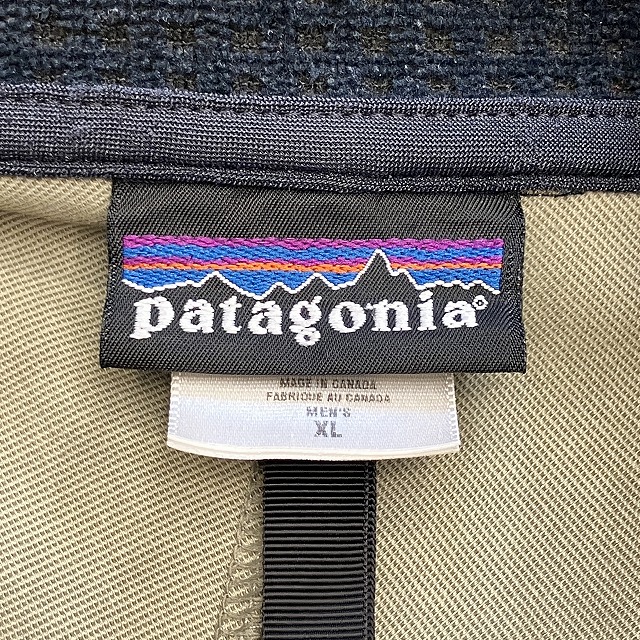 patagonia®
MADE IN CANADA
FABRIQUE AU CANADA
MEN'S
XL